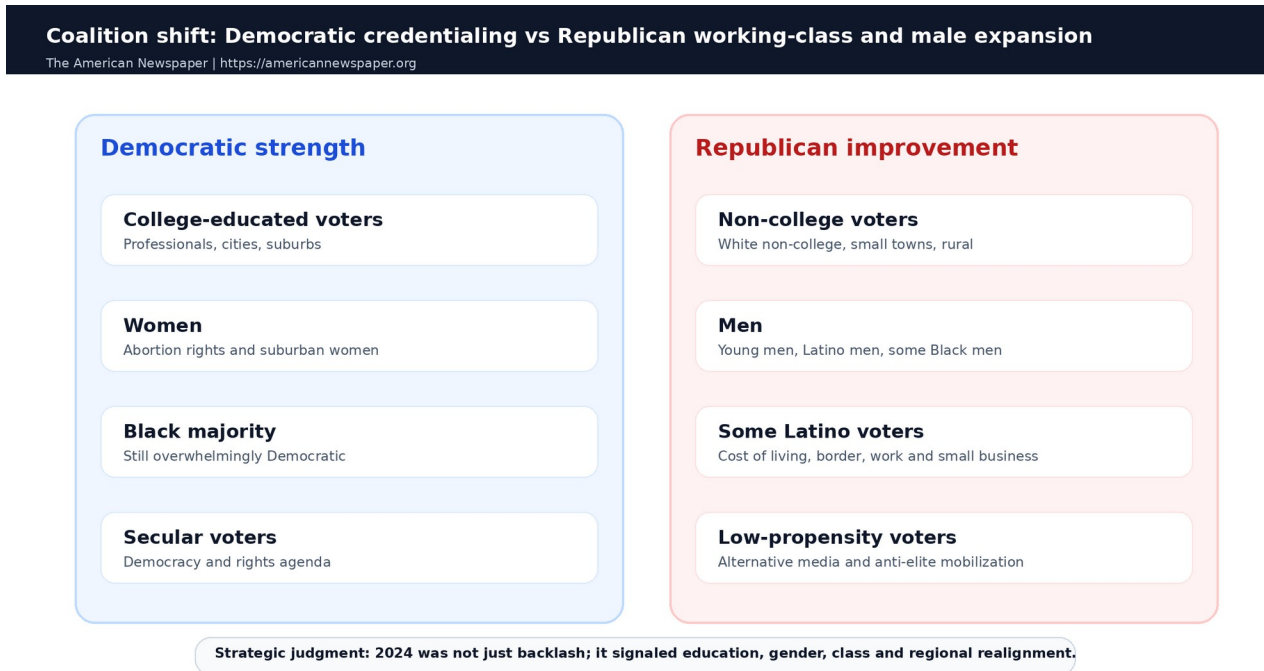 Coalition shift: Democratic credentialing vs Republican working-class and male expansion
The American Newspaper | https://americannewspaper.org
Democratic strength
College-educated voters
Professionals, cities, suburbs
Women
Abortion rights and suburban women
Black majority
Still overwhelmingly Democratic
Secular voters
Democracy and rights agenda
Republican improvement
Non-college voters
White non-college, small towns, rural
Men
Young men, Latino men, some Black men
Some Latino voters
Cost of living, border, work and small business
Low-propensity voters
Alternative media and anti-elite mobilization
Strategic judgment: 2024 was not just backlash; it signaled education, gender, class and regional realignment.